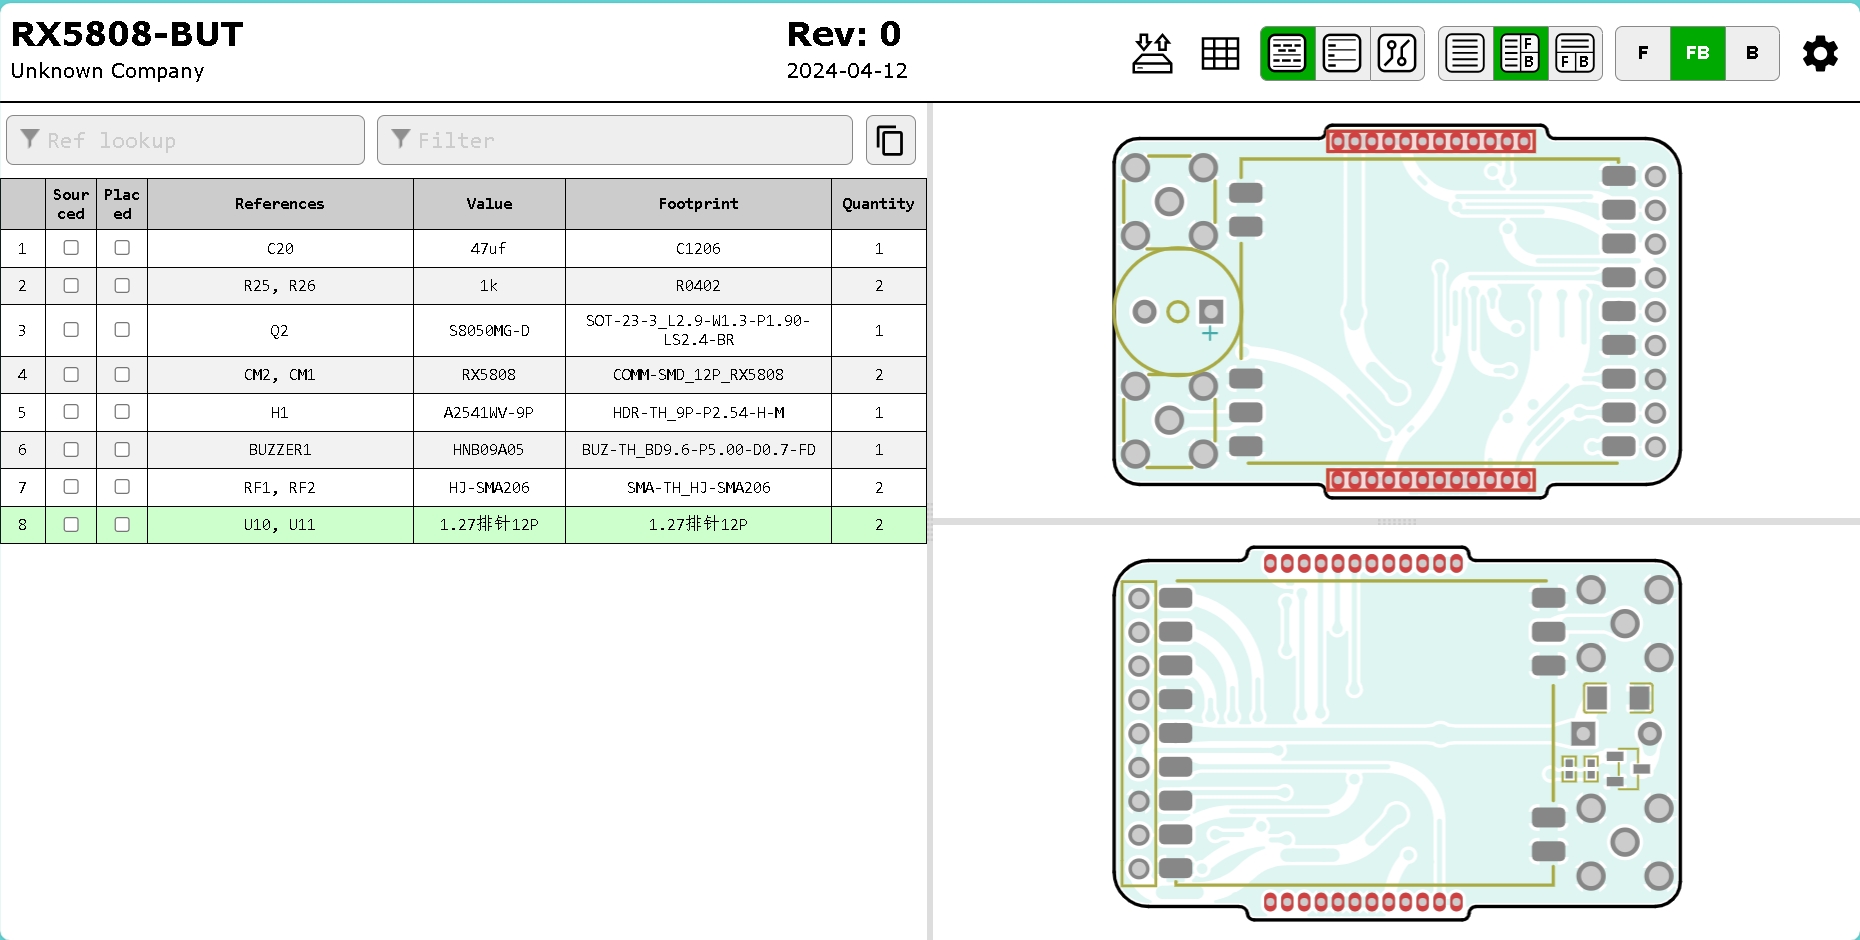 RX5808-BUT
Unknown Company
Rev: 0
2024-04-12
F
B
F B
F FB B
Ref lookup
Filter
Sourced Placed References Value Footprint Quantity
1 C20 47uf C1206 1
2 R25, R26 1k R0402 2
3 Q2 S8050MG-D SOT-23-3_L2.9-W1.3-P1.90-LS2.4-BR 1
4 CM2, CM1 RX5808 COMM-SMD_12P_RX5808 2
5 H1 A2541WV-9P HDR-TH_9P-P2.54-H-M 1
6 BUZZER1 HNB09A05 BUZ-TH_BD9.6-P5.00-D0.7-FD 1
7 RF1, RF2 HJ-SMA206 SMA-TH_HJ-SMA206 2
8 U10, U11 1.27排针12P 1.27排针12P 2
+